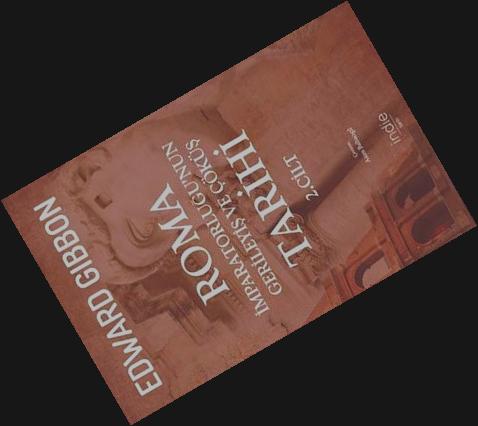 EDWARD GIBBON
ROMA
İMPARATORLUĞUNUN
GERİLEYİŞ VE ÇÖKÜŞ
TARİHİ
2. CİLT
indie